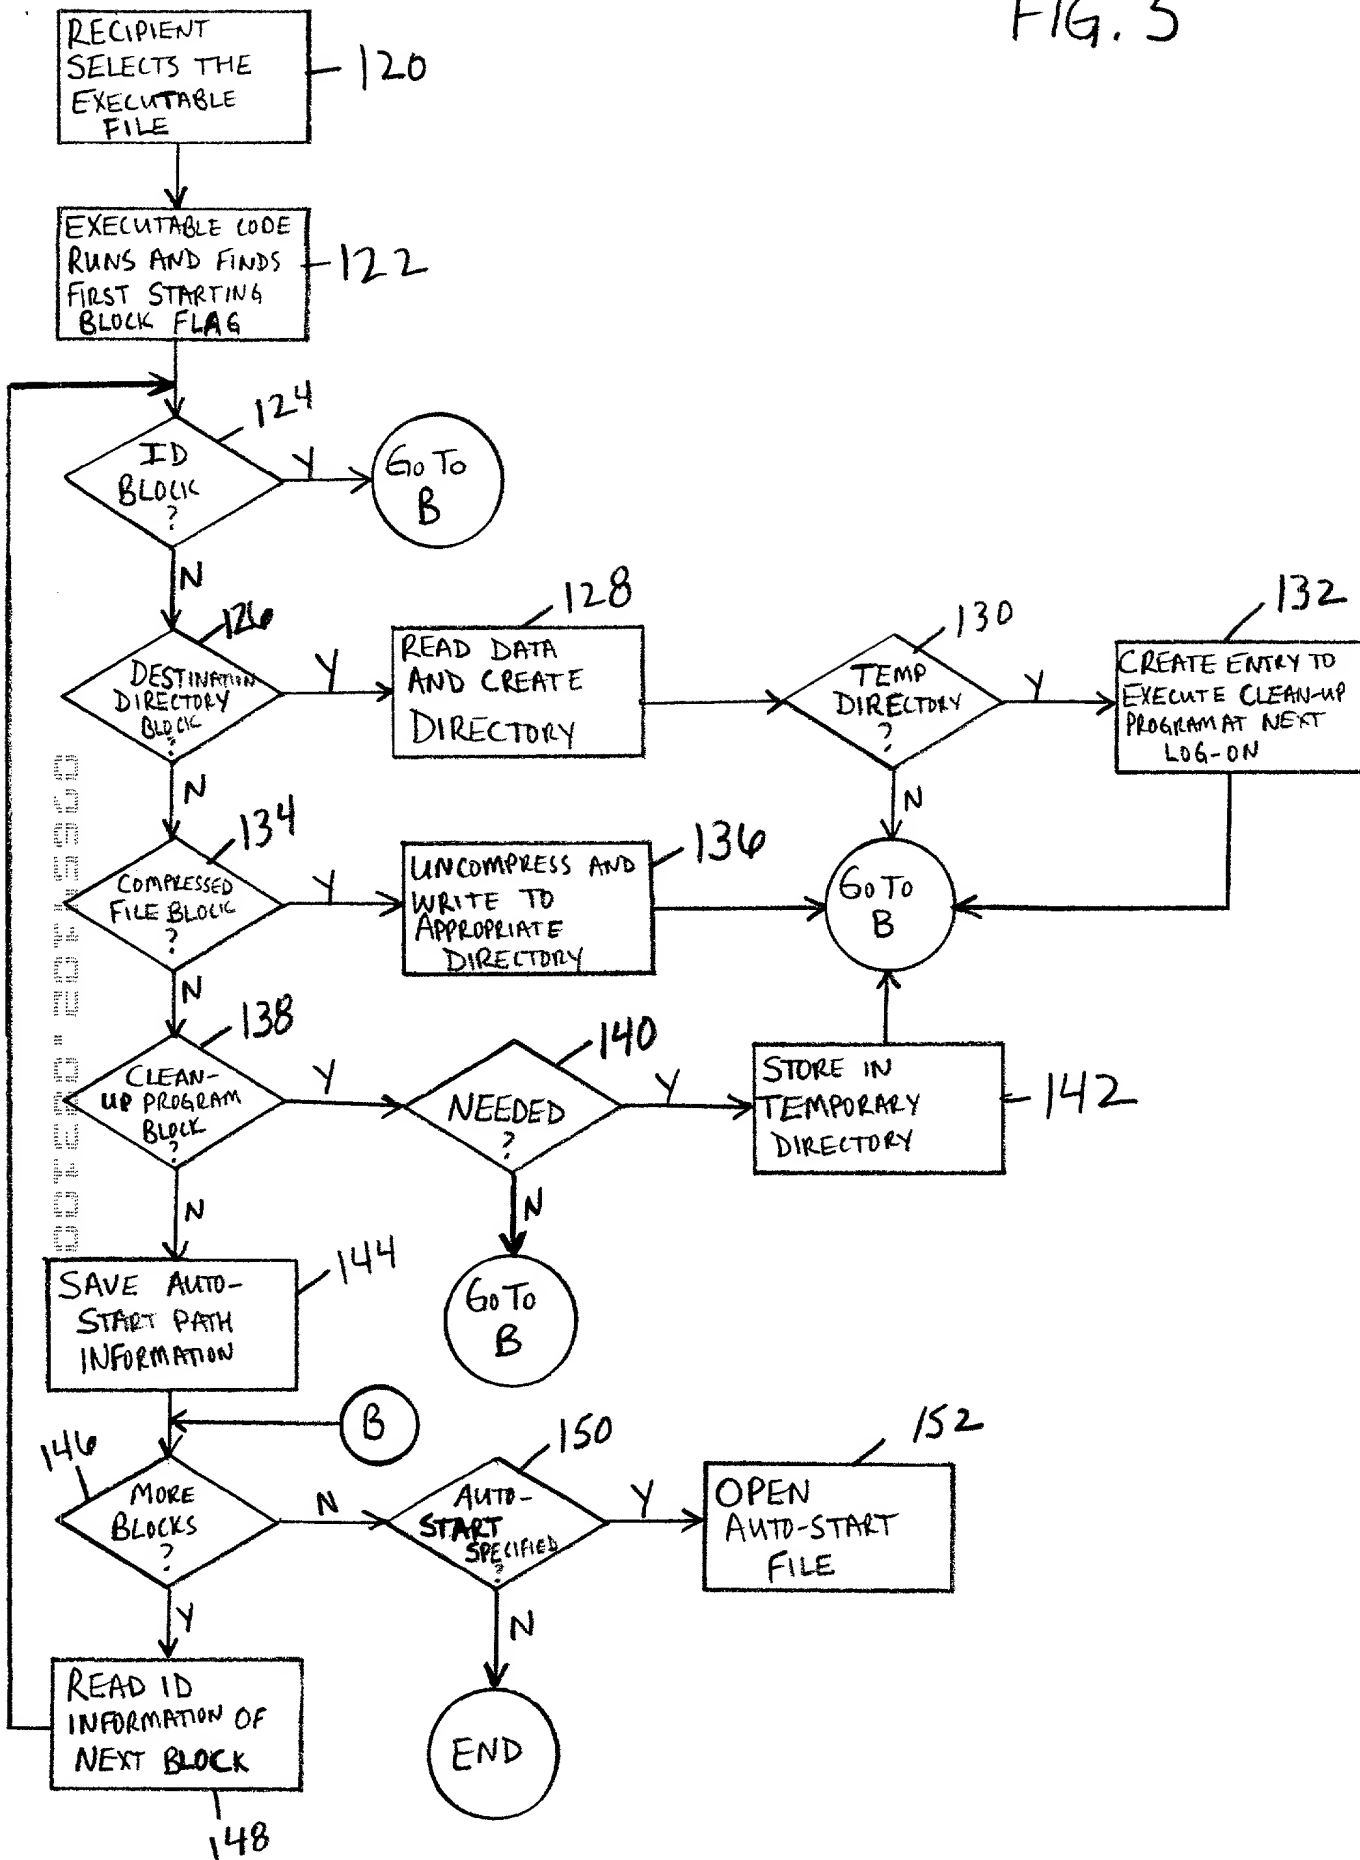 FIG. 5
RECIPIENT
SELECTS THE
EXECUTABLE
FILE
120
EXECUTABLE CODE
RUNS AND FINDS
FIRST STARTING
BLOCK FLAG
122
124
ID
BLOCK
?
Y
GO TO
B
N
126
DESTINATION
DIRECTORY
BLOCK
?
Y
128
READ DATA
AND CREATE
DIRECTORY
130
TEMP
DIRECTORY
?
Y
132
CREATE ENTRY TO
EXECUTE CLEAN-UP
PROGRAM AT NEXT
LOG-ON
N
N
134
COMPRESSED
FILE BLOCK
?
Y
136
UNCOMPRESS AND
WRITE TO
APPROPRIATE
DIRECTORY
GO TO
B
N
138
CLEAN-
UP PROGRAM
BLOCK
?
Y
140
NEEDED
?
Y
STORE IN
TEMPORARY
DIRECTORY
142
N
N
GO TO
B
144
SAVE AUTO-
START PATH
INFORMATION
B
146
MORE
BLOCKS
?
N
150
AUTO-
START
SPECIFIED
?
Y
152
OPEN
AUTO-START
FILE
Y
N
READ ID
INFORMATION OF
NEXT BLOCK
148
END